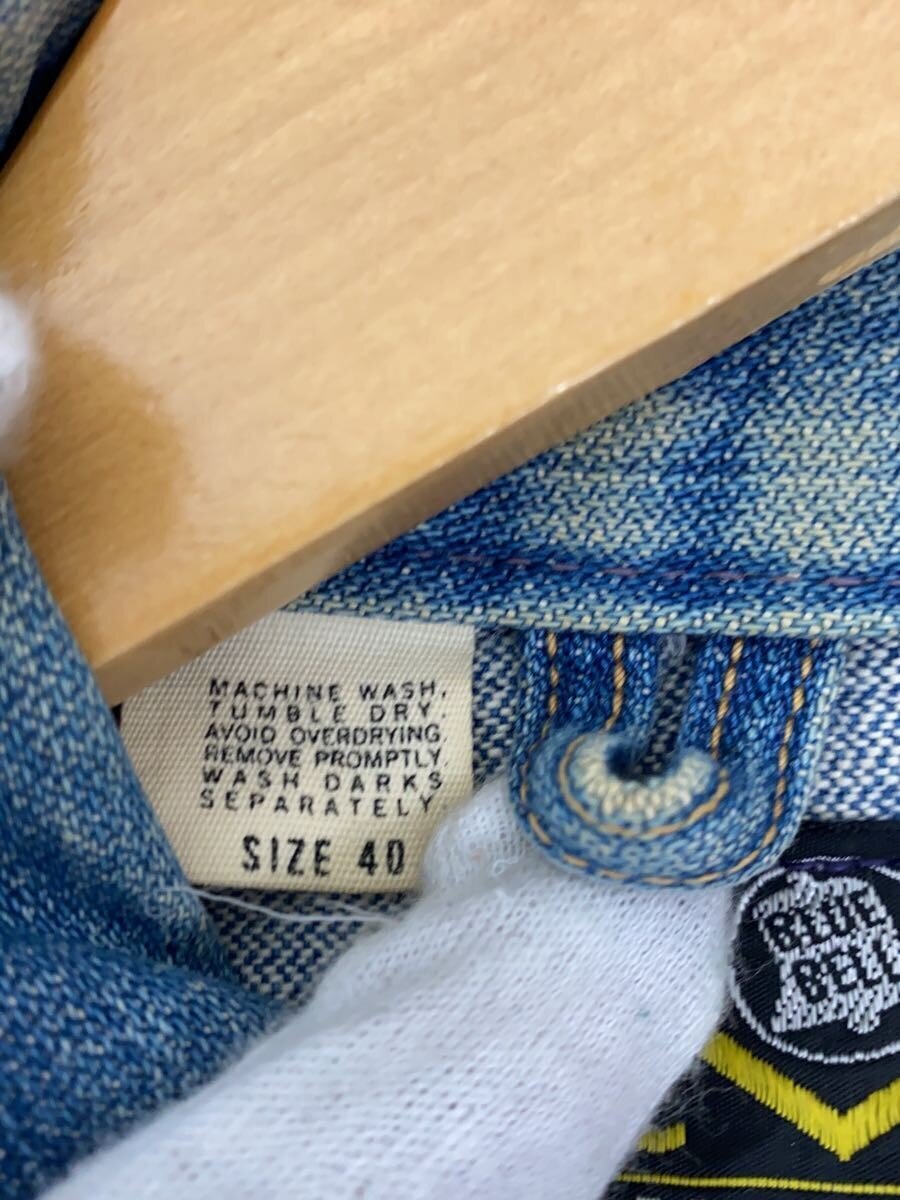 MACHINE WASH.
TUMBLE DRY.
AVOID OVERDRYING.
REMOVE PROMPTLY.
WASH DARKS
SEPARATELY.
SIZE 40
BLUE
BELL